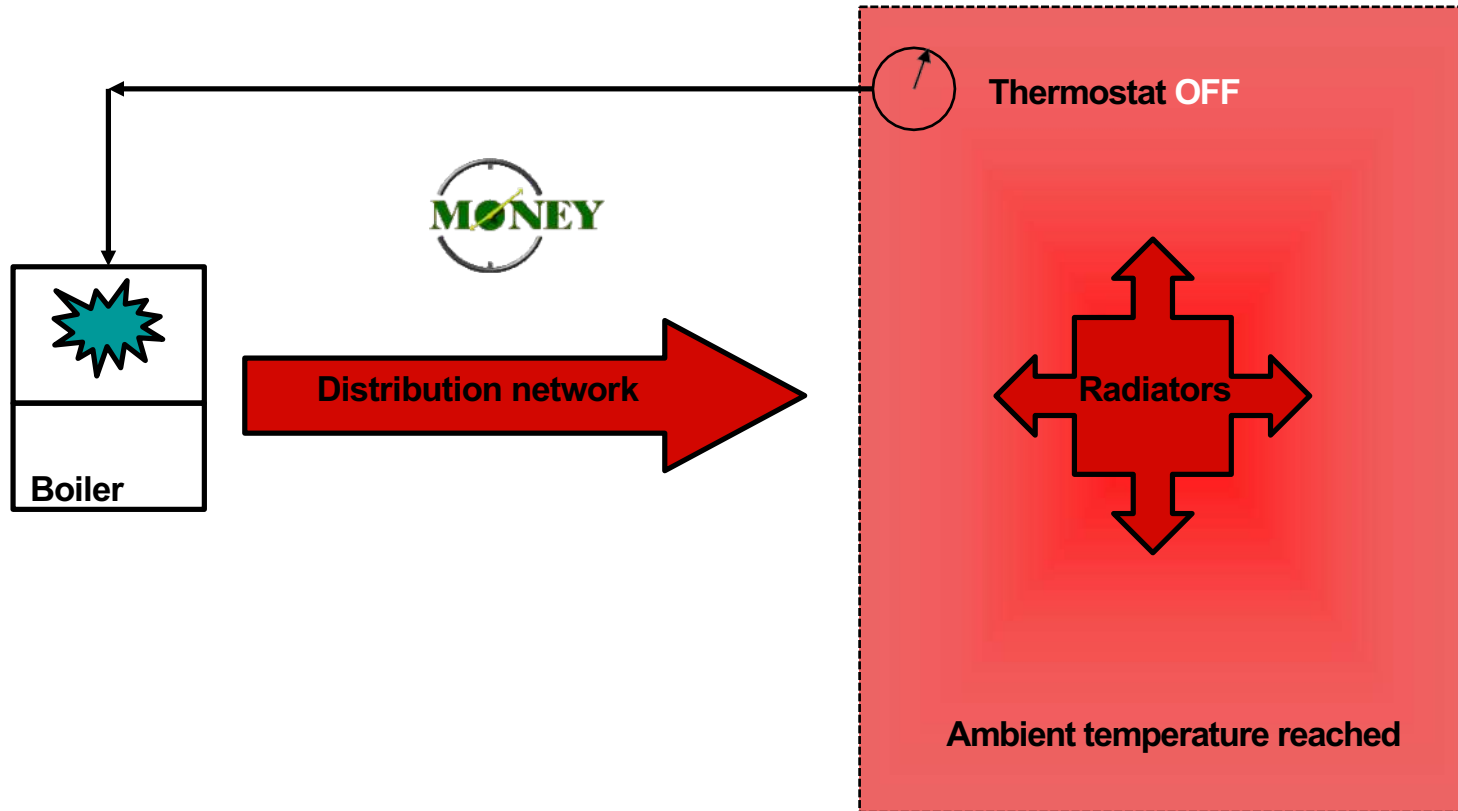 Thermostat OFF
MONEY
Distribution network
Radiators
Boiler
Ambient temperature reached